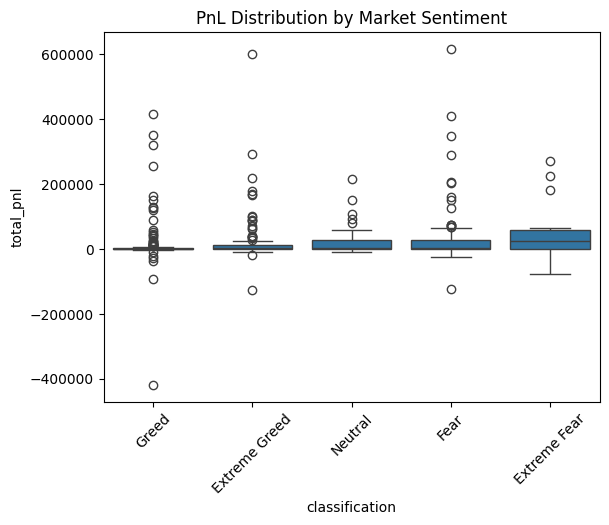 PnL Distribution by Market Sentiment
total_pnl
600000
400000
200000
0
−200000
−400000
Greed
Extreme Greed
Neutral
Fear
Extreme Fear
classification